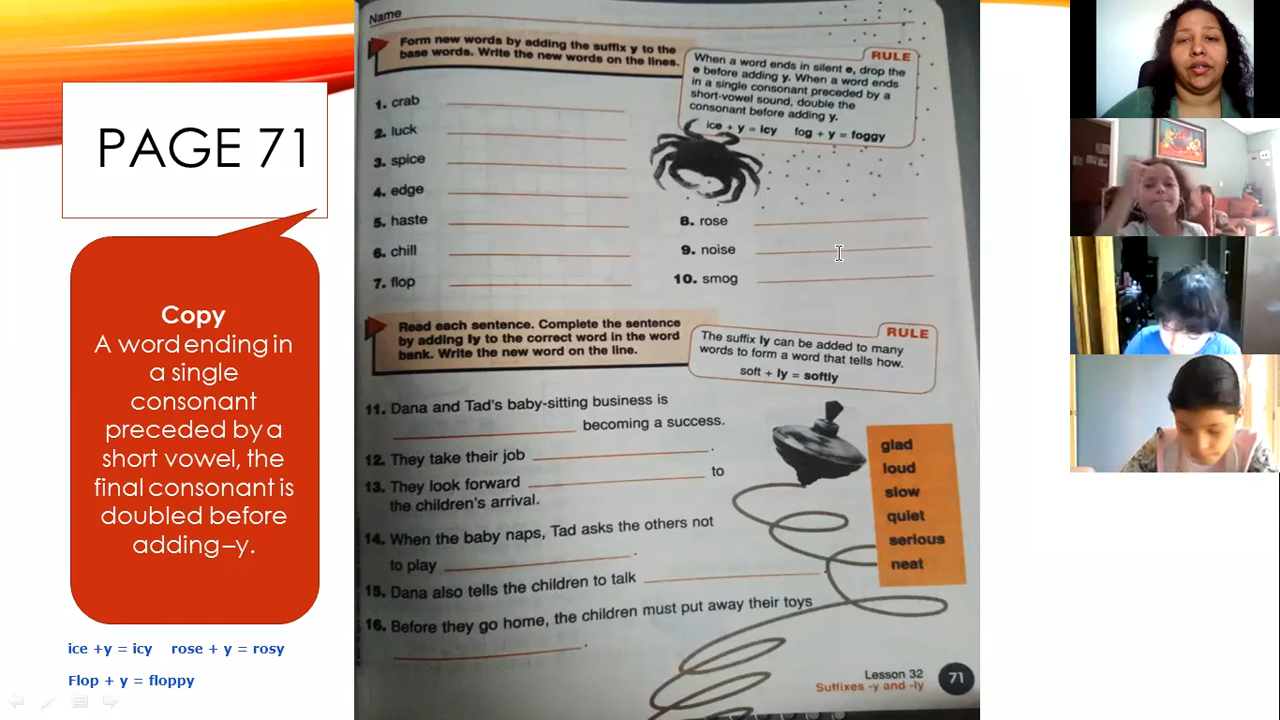 PAGE 71
Copy
A word ending in
a single
consonant
preceded by a
short vowel, the
final consonant is
doubled before
adding –y.
ice +y = icy rose + y = rosy
Flop + y = floppy
Name
Form new words by adding the suffix y to the
base words. Write the new words on the lines.
RULE
When a word ends in silent e, drop the
e before adding y. When a word ends
in a single consonant preceded by a
short-vowel sound, double the
consonant before adding y.
ice + y = icy fog + y = foggy
1. crab
2. luck
3. spice
4. edge
5. haste
6. chill
7. flop
8. rose
9. noise
10. smog
Read each sentence. Complete the sentence
by adding ly to the correct word in the word
bank. Write the new word on the line.
RULE
The suffix ly can be added to many
words to form a word that tells how.
soft + ly = softly
11. Dana and Tad's baby-sitting business is
becoming a success.
12. They take their job .
13. They look forward to
the children's arrival.
14. When the baby naps, Tad asks the others not
to play .
15. Dana also tells the children to talk .
16. Before they go home, the children must put away their toys
.
glad
loud
slow
quiet
serious
neat
Lesson 32
Suffixes -y and -ly
71